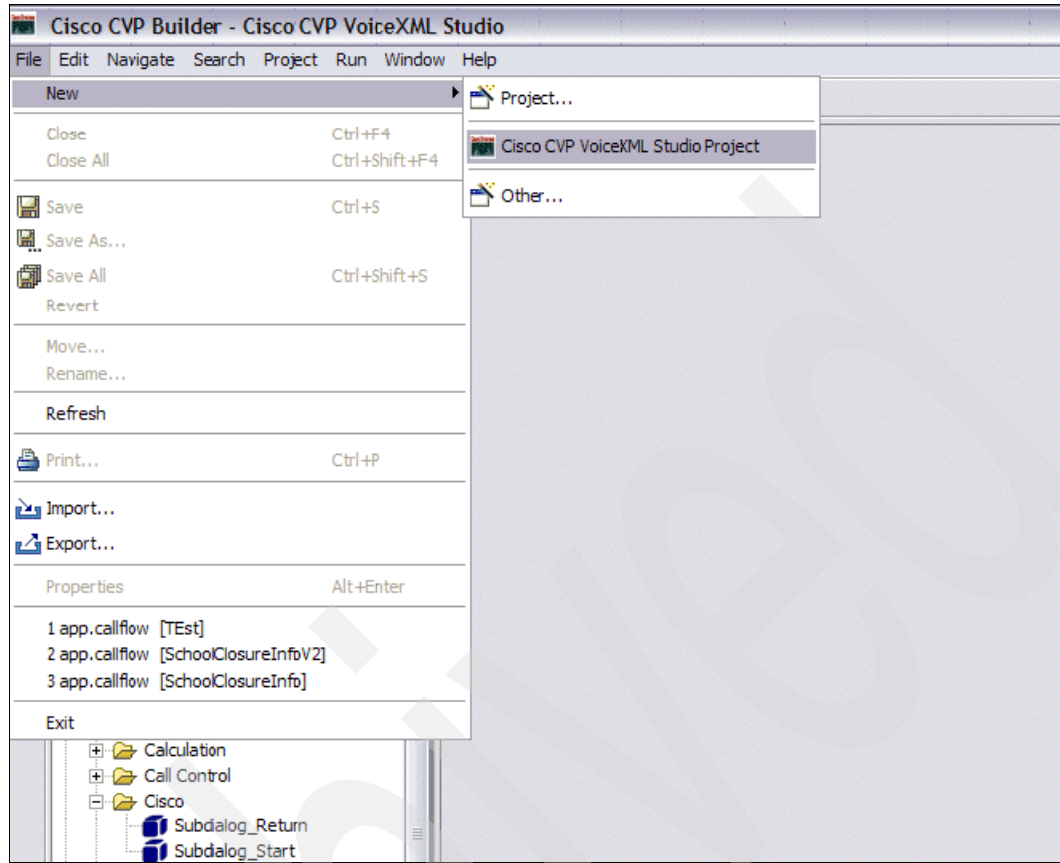 Cisco CVP Builder - Cisco CVP VoiceXML Studio
File Edit Navigate Search Project Run Window Help
New
Project...
Cisco CVP VoiceXML Studio Project
Other...
Close Ctrl+F4
Close All Ctrl+Shift+F4
Save Ctrl+S
Save As...
Save All Ctrl+Shift+S
Revert
Move...
Rename...
Refresh
Print... Ctrl+P
Import...
Export...
Properties Alt+Enter
1 app.callflow [TEst]
2 app.callflow [SchoolClosureInfoV2]
3 app.callflow [SchoolClosureInfo]
Exit
Calculation
Call Control
Cisco
Subdialog_Return
Subdialog_Start